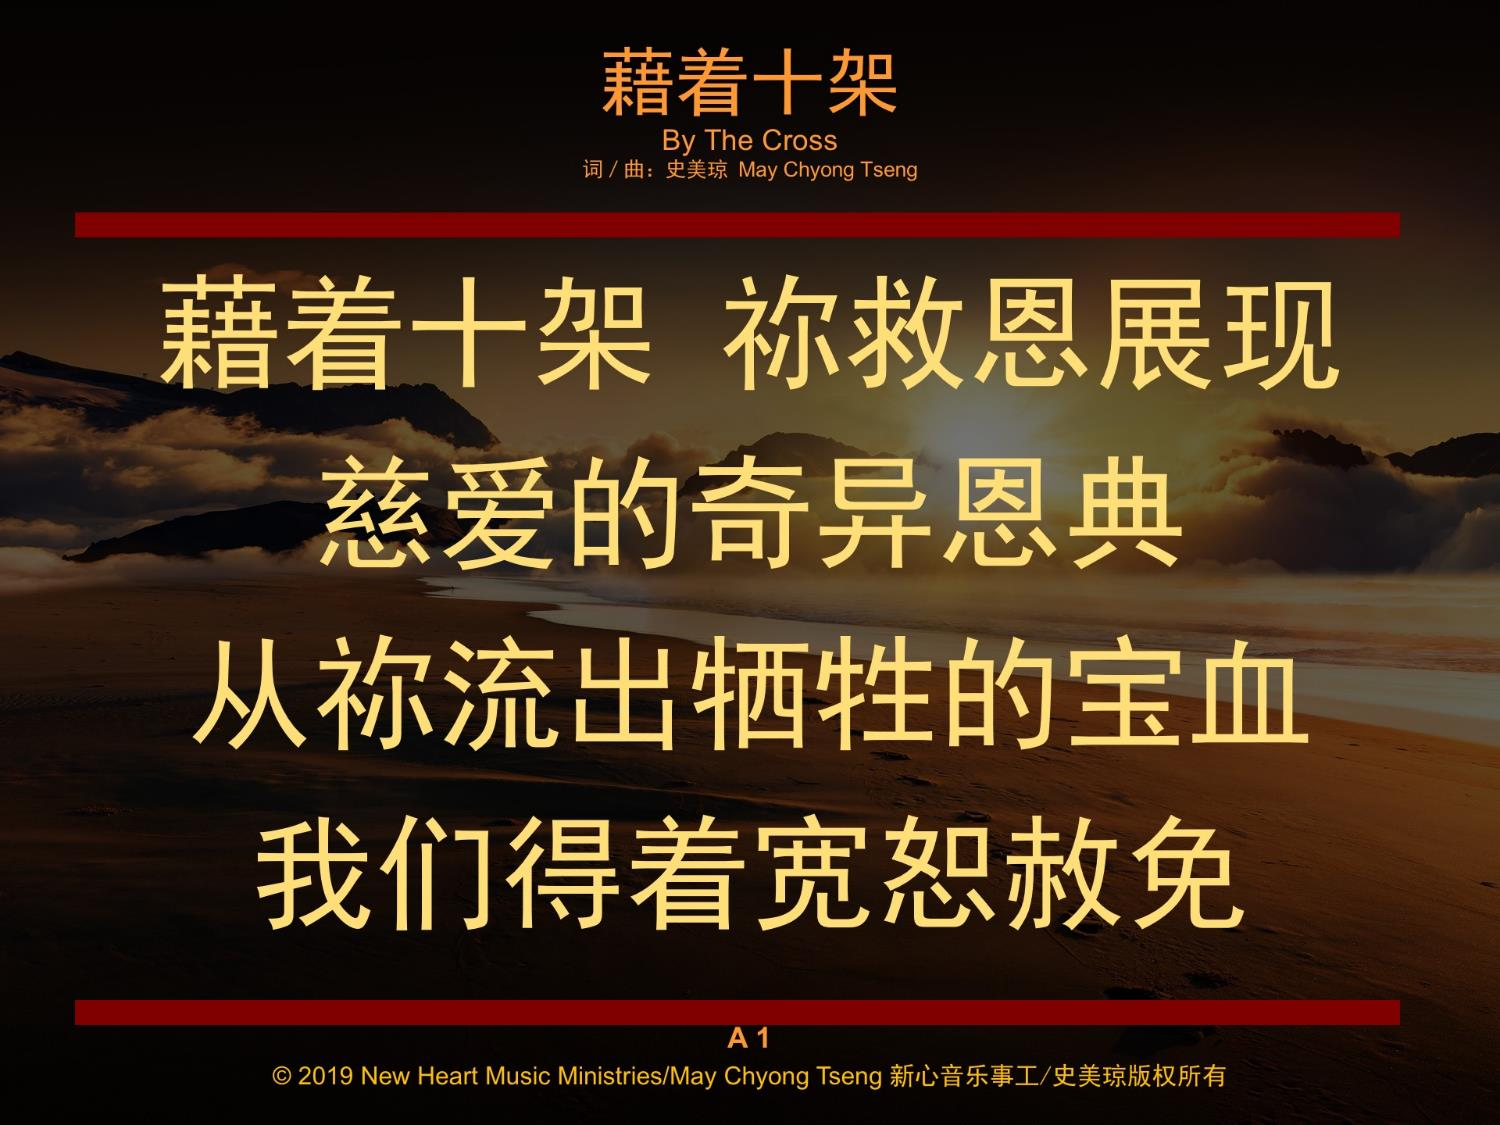 藉着十架
By The Cross
词 / 曲：史美琼 May Chyong Tseng
藉着十架 祢救恩展现
慈爱的奇异恩典
从祢流出牺牲的宝血
我们得着宽恕赦免
A 1
© 2019 New Heart Music Ministries/May Chyong Tseng 新心音乐事工/史美琼版权所有